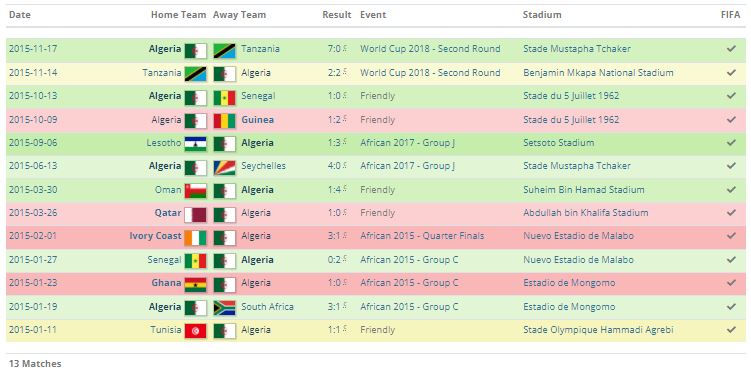 Date Home Team Away Team Result Event Stadium FIFA
2015-11-17 Algeria Tanzania 7:0 World Cup 2018 - Second Round Stade Mustapha Tchaker
2015-11-14 Tanzania Algeria 2:2 World Cup 2018 - Second Round Benjamin Mkapa National Stadium
2015-10-13 Algeria Senegal 1:0 Friendly Stade du 5 Juillet 1962
2015-10-09 Algeria Guinea 1:2 Friendly Stade du 5 Juillet 1962
2015-09-06 Lesotho Algeria 1:3 African 2017 - Group J Setsoto Stadium
2015-06-13 Algeria Seychelles 4:0 African 2017 - Group J Stade Mustapha Tchaker
2015-03-30 Oman Algeria 1:4 Friendly Suheim Bin Hamad Stadium
2015-03-26 Qatar Algeria 1:0 Friendly Abdullah bin Khalifa Stadium
2015-02-01 Ivory Coast Algeria 3:1 African 2015 - Quarter Finals Nuevo Estadio de Malabo
2015-01-27 Senegal Algeria 0:2 African 2015 - Group C Nuevo Estadio de Malabo
2015-01-23 Ghana Algeria 1:0 African 2015 - Group C Estadio de Mongomo
2015-01-19 Algeria South Africa 3:1 African 2015 - Group C Estadio de Mongomo
2015-01-11 Tunisia Algeria 1:1 Friendly Stade Olympique Hammadi Agrebi
13 Matches